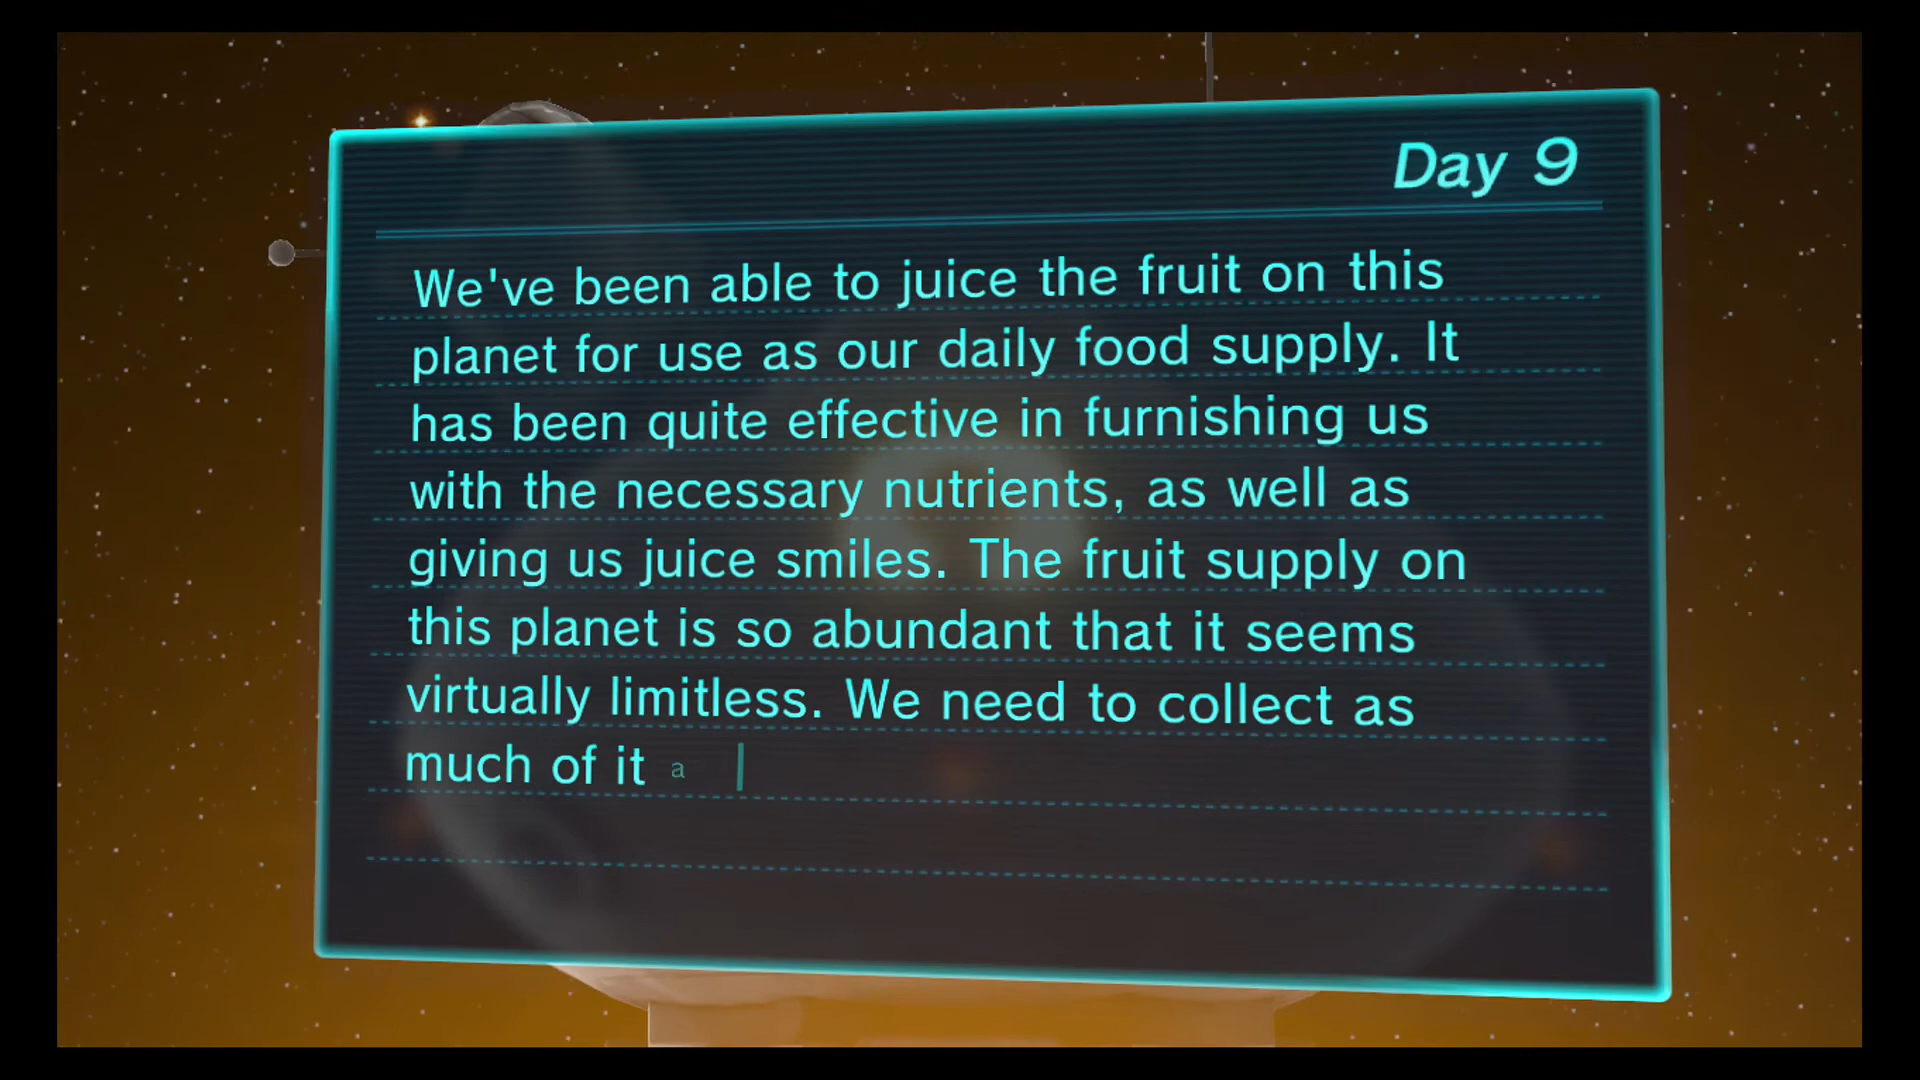 Day 9
We've been able to juice the fruit on this
planet for use as our daily food supply. It
has been quite effective in furnishing us
with the necessary nutrients, as well as
giving us juice smiles. The fruit supply on
this planet is so abundant that it seems
virtually limitless. We need to collect as
much of it a